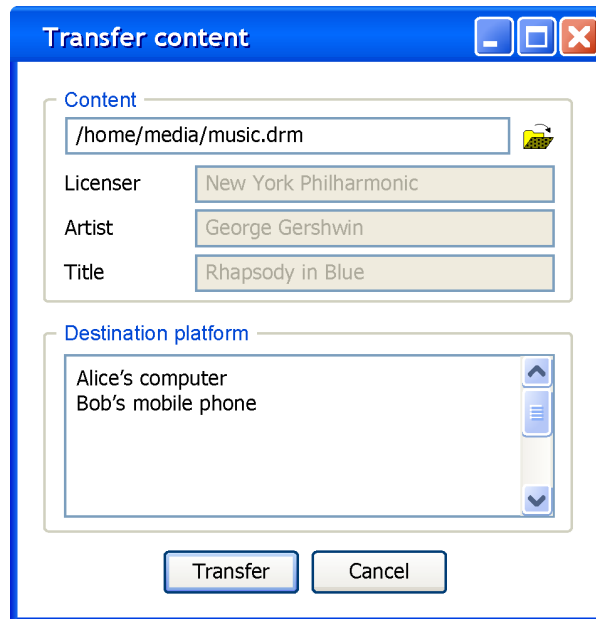 Transfer content
Content
/home/media/music.drm
Licenser New York Philharmonic
Artist George Gershwin
Title Rhapsody in Blue
Destination platform
Alice’s computer
Bob’s mobile phone
Transfer Cancel